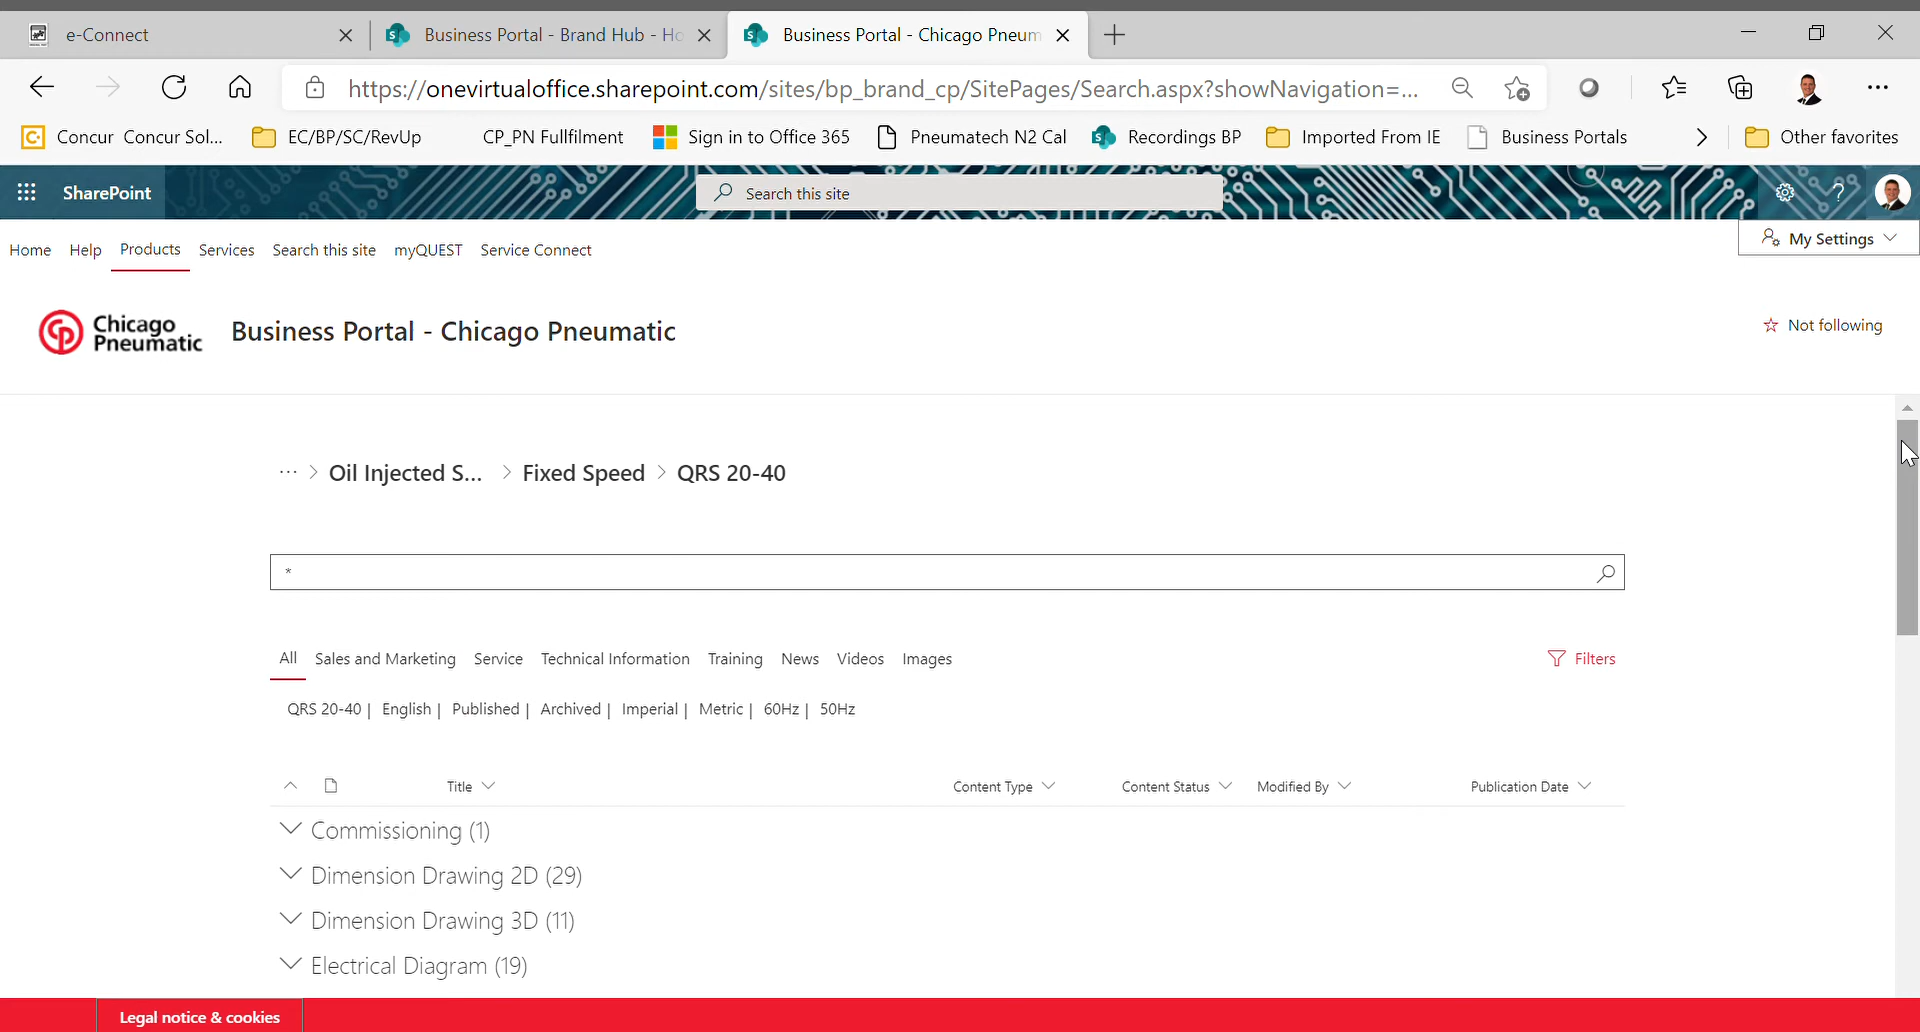 e-Connect
Business Portal - Brand Hub - Ho
Business Portal - Chicago Pneum
https://onevirtualoffice.sharepoint.com/sites/bp_brand_cp/SitePages/Search.aspx?showNavigation=...
Concur Concur Sol...
EC/BP/SC/RevUp
CP_PN Fullfilment
Sign in to Office 365
Pneumatech N2 Cal
Recordings BP
Imported From IE
Business Portals
Other favorites
SharePoint
Search this site
Home Help Products Services Search this site myQUEST Service Connect
My Settings
Chicago
Pneumatic
Business Portal - Chicago Pneumatic
Not following
... > Oil Injected S... > Fixed Speed > QRS 20-40
*
All Sales and Marketing Service Technical Information Training News Videos Images
Filters
QRS 20-40 | English | Published | Archived | Imperial | Metric | 60Hz | 50Hz
Title Content Type Content Status Modified By Publication Date
Commissioning (1)
Dimension Drawing 2D (29)
Dimension Drawing 3D (11)
Electrical Diagram (19)
Legal notice & cookies